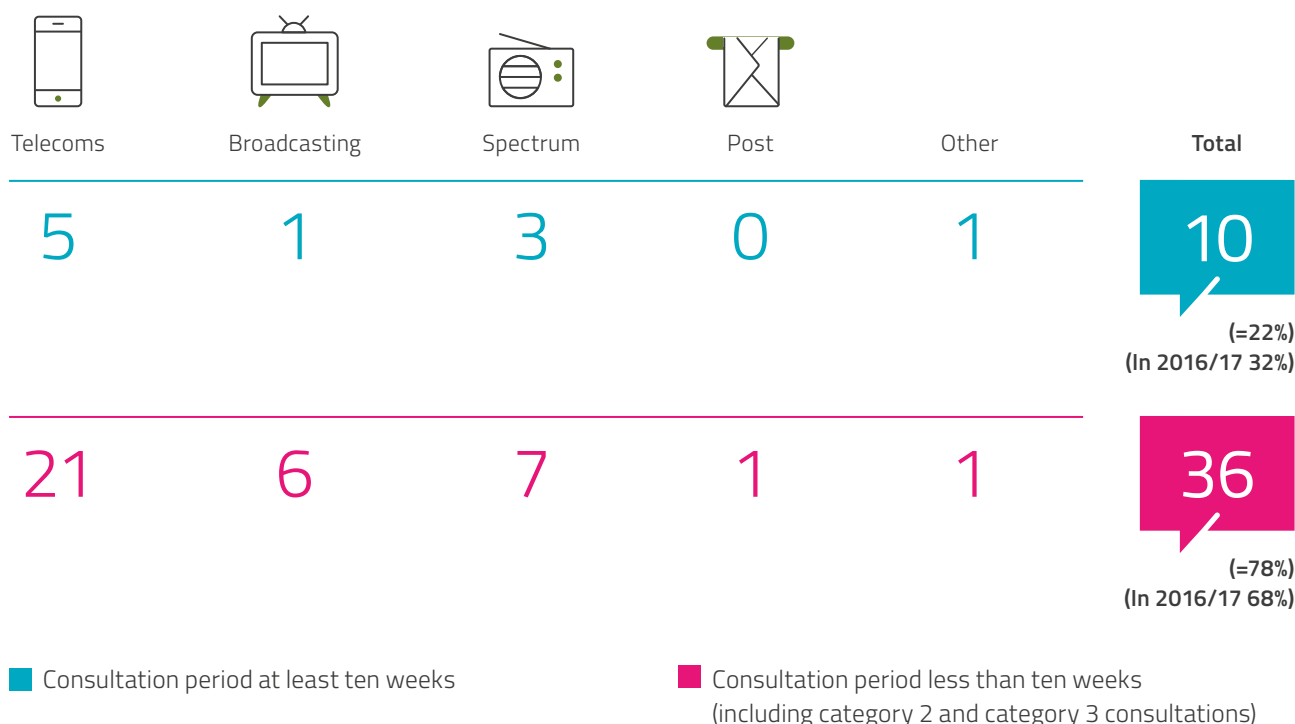 Telecoms Broadcasting Spectrum Post Other Total
5 1 3 0 1 10
(=22%)
(In 2016/17 32%)
21 6 7 1 1 36
(=78%)
(In 2016/17 68%)
Consultation period at least ten weeks
Consultation period less than ten weeks
(including category 2 and category 3 consultations)